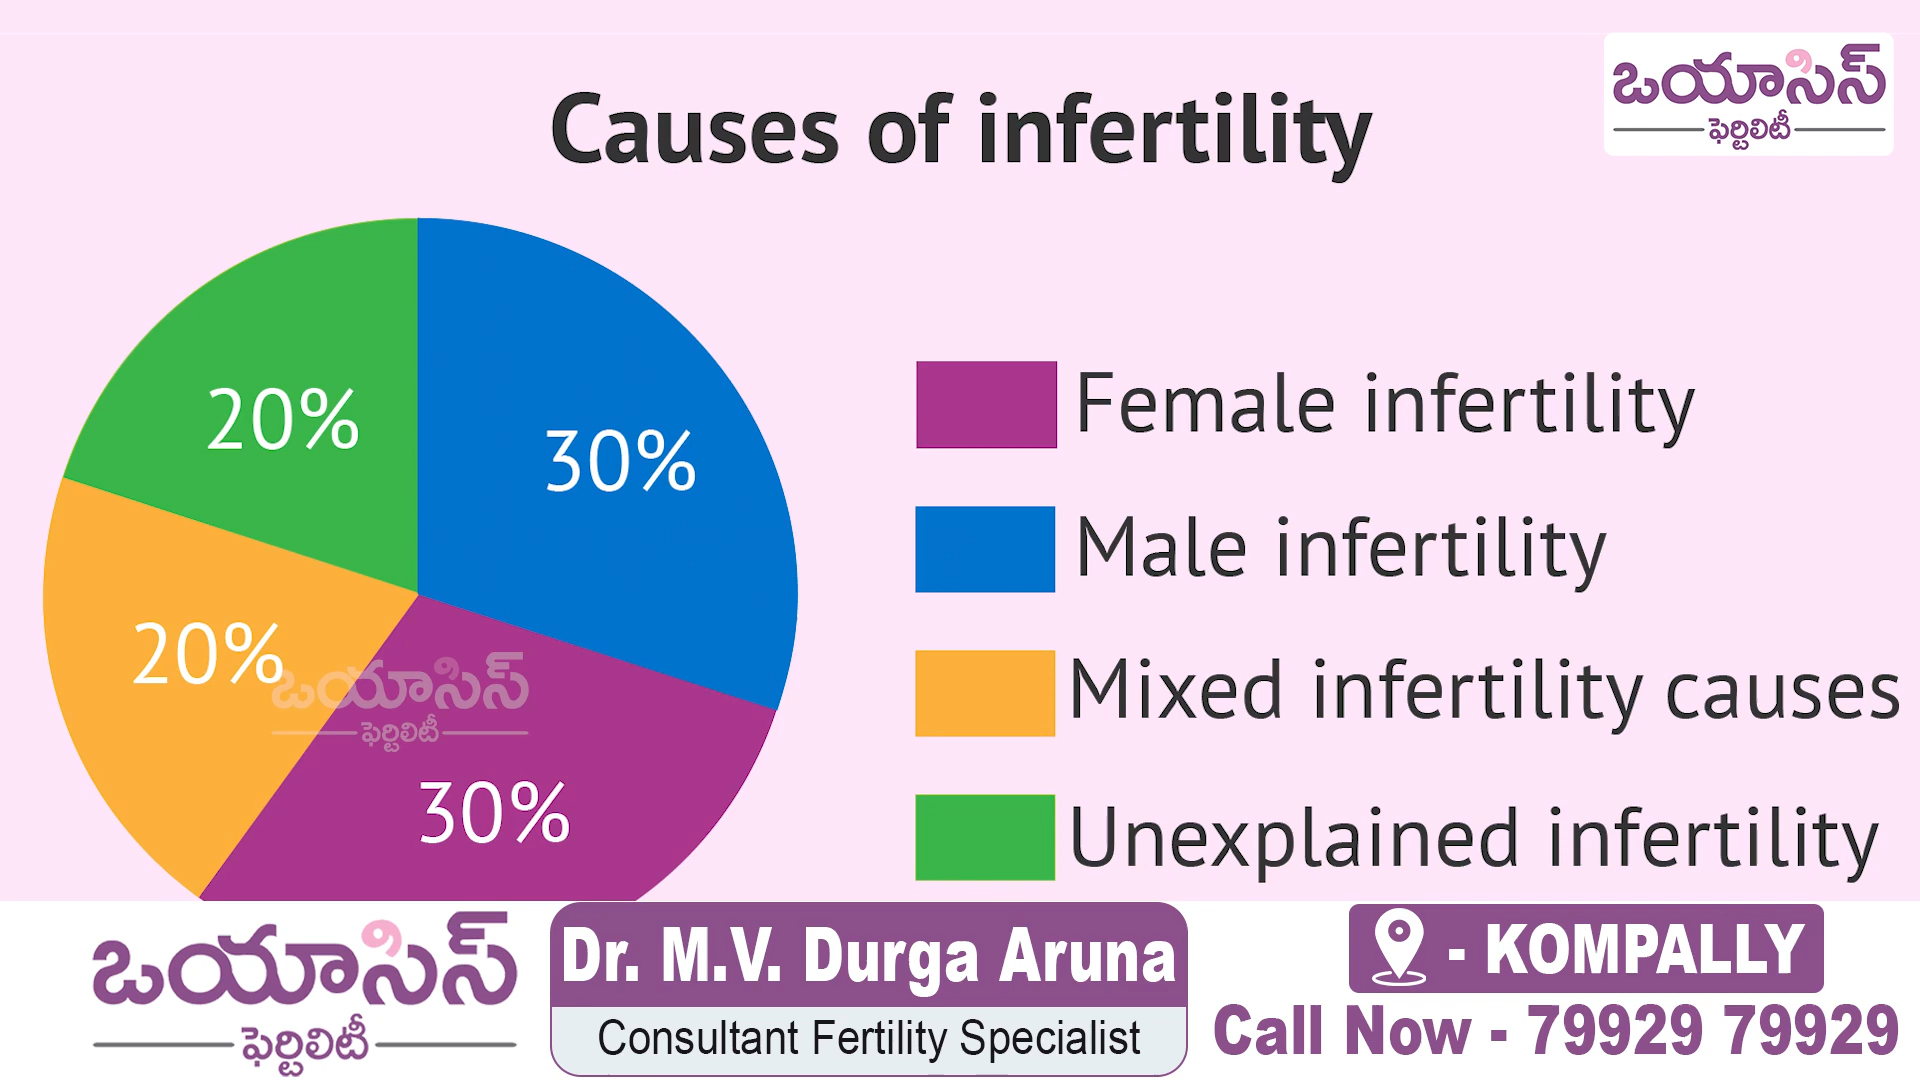 Causes of infertility
ఒయాసిస్
ఫెర్టిలిటీ
20%
30%
20%
30%
ఒయాసిస్
ఫెర్టిలిటీ
Female infertility
Male infertility
Mixed infertility causes
Unexplained infertility
ఒయాసిస్
ఫెర్టిలిటీ
Dr. M.V. Durga Aruna
Consultant Fertility Specialist
- KOMPALLY
Call Now - 79929 79929